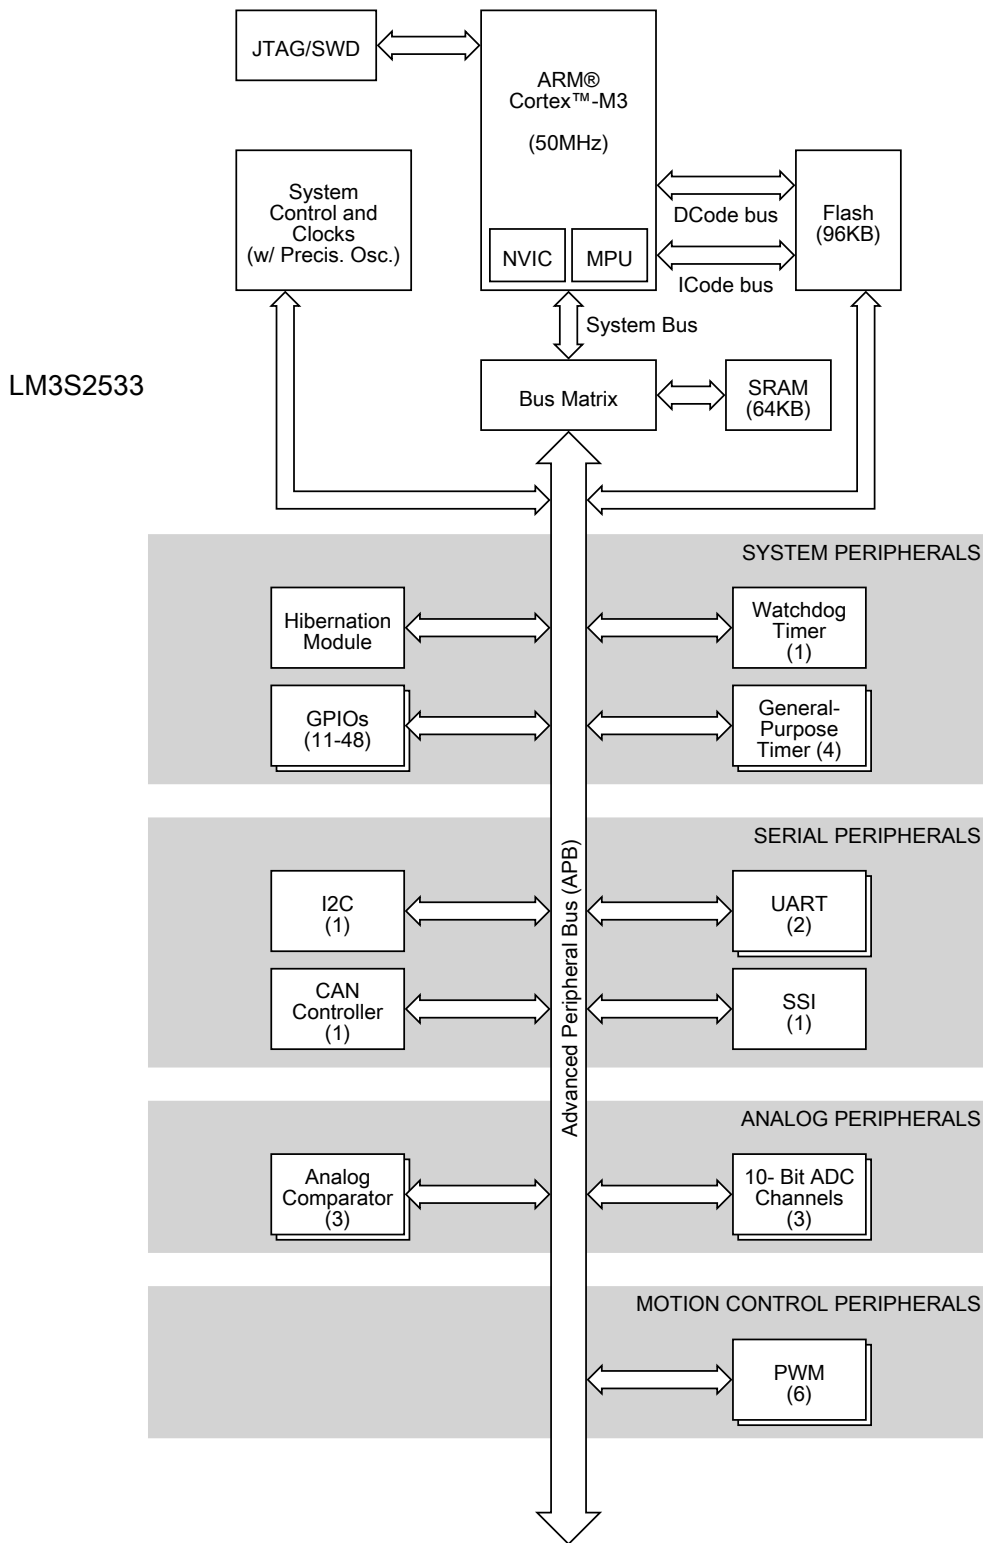 JTAG/SWD
ARM®
Cortex™-M3
(50MHz)
System
Control and
Clocks
(w/ Precis. Osc.)
DCode bus
Flash
(96KB)
NVIC
MPU
ICode bus
System Bus
LM3S2533
Bus Matrix
SRAM
(64KB)
SYSTEM PERIPHERALS
Hibernation
Module
Watchdog
Timer
(1)
GPIOs
(11-48)
General-
Purpose
Timer (4)
Advanced Peripheral Bus (APB)
SERIAL PERIPHERALS
I2C
(1)
UART
(2)
CAN
Controller
(1)
SSI
(1)
ANALOG PERIPHERALS
Analog
Comparator
(3)
10- Bit ADC
Channels
(3)
MOTION CONTROL PERIPHERALS
PWM
(6)